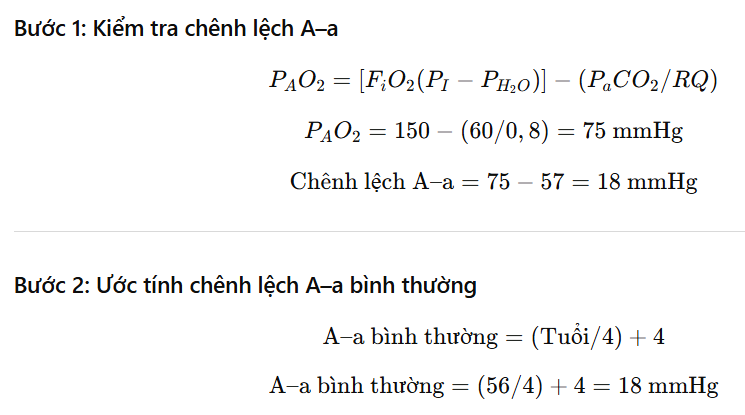 Bước 1: Kiểm tra chênh lệch A–a
P_AO_2 = [F_iO_2(P_I − P_{H_2O})] − (P_aCO_2/RQ)
P_AO_2 = 150 − (60/0, 8) = 75 mmHg
Chênh lệch A–a = 75 − 57 = 18 mmHg
Bước 2: Ước tính chênh lệch A–a bình thường
A–a bình thường = (Tuổi/4) + 4
A–a bình thường = (56/4) + 4 = 18 mmHg